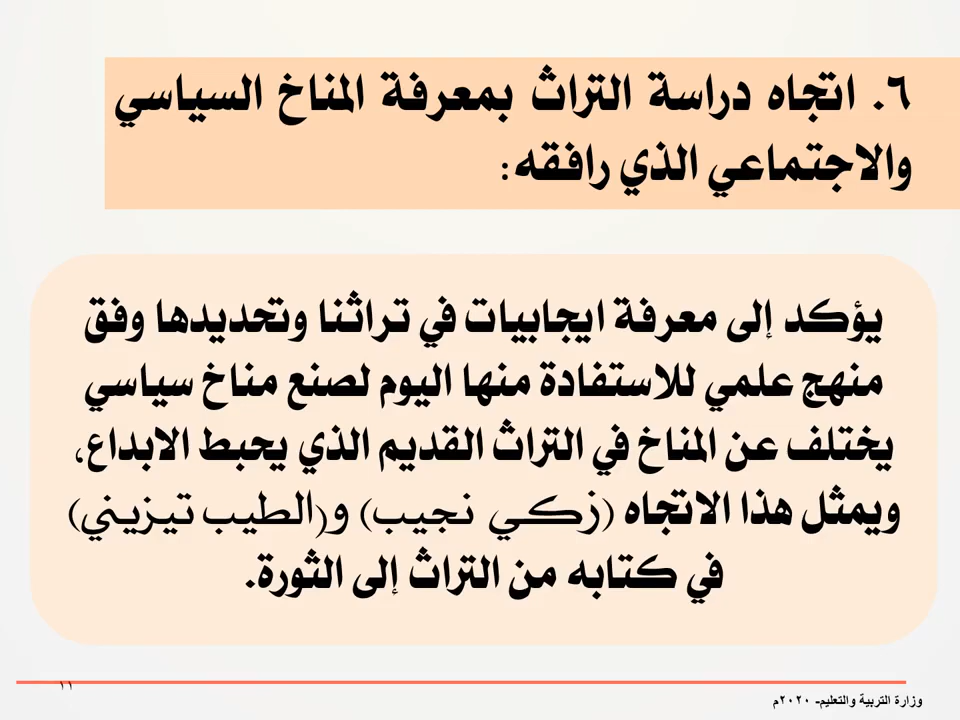 ٦. اتجاه دراسة التراث بمعرفة المناخ السياسي
والاجتماعي الذي رافقه:
يؤكد إلى معرفة ايجابيات في تراثنا وتحديدها وفق
منهج علمي للاستفادة منها اليوم لصنع مناخ سياسي
يختلف عن المناخ في التراث القديم الذي يحبط الابداع،
ويمثل هذا الاتجاه (زكي نجيب) و(الطيب تيزيني)
في كتابه من التراث إلى الثورة.
١١
وزارة التربية والتعليم- ٢٠٢٠م